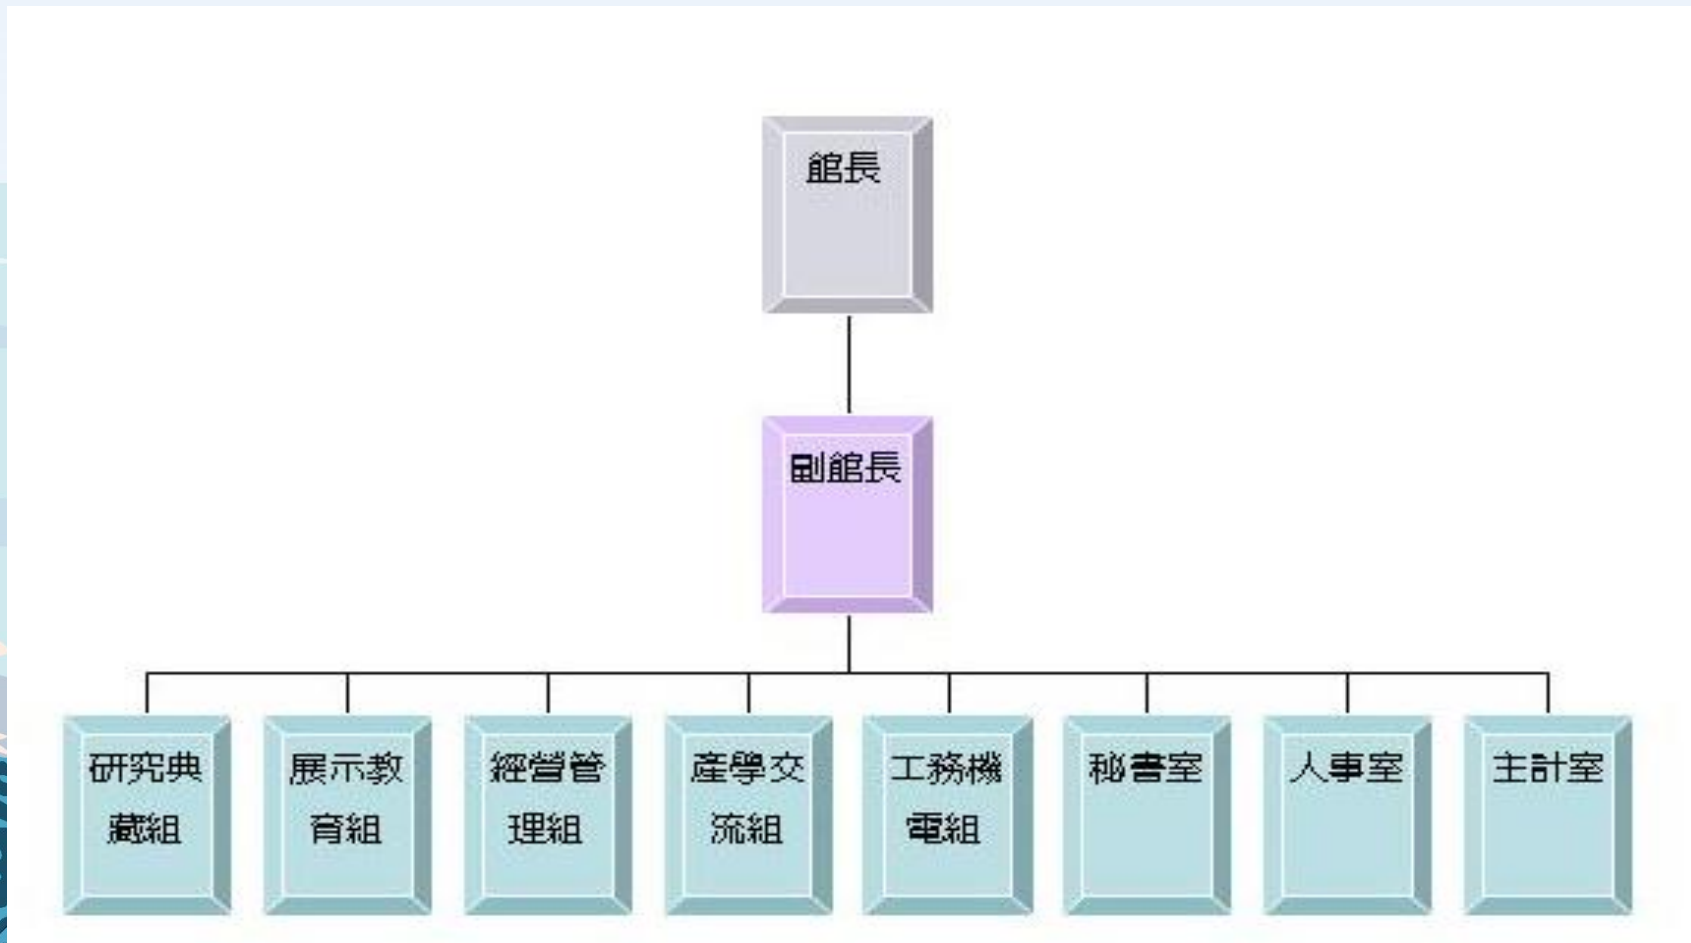 館長
副館長
研究典
藏組
展示教
育組
經營管
理組
產學交
流組
工務機
電組
秘書室
人事室
主計室